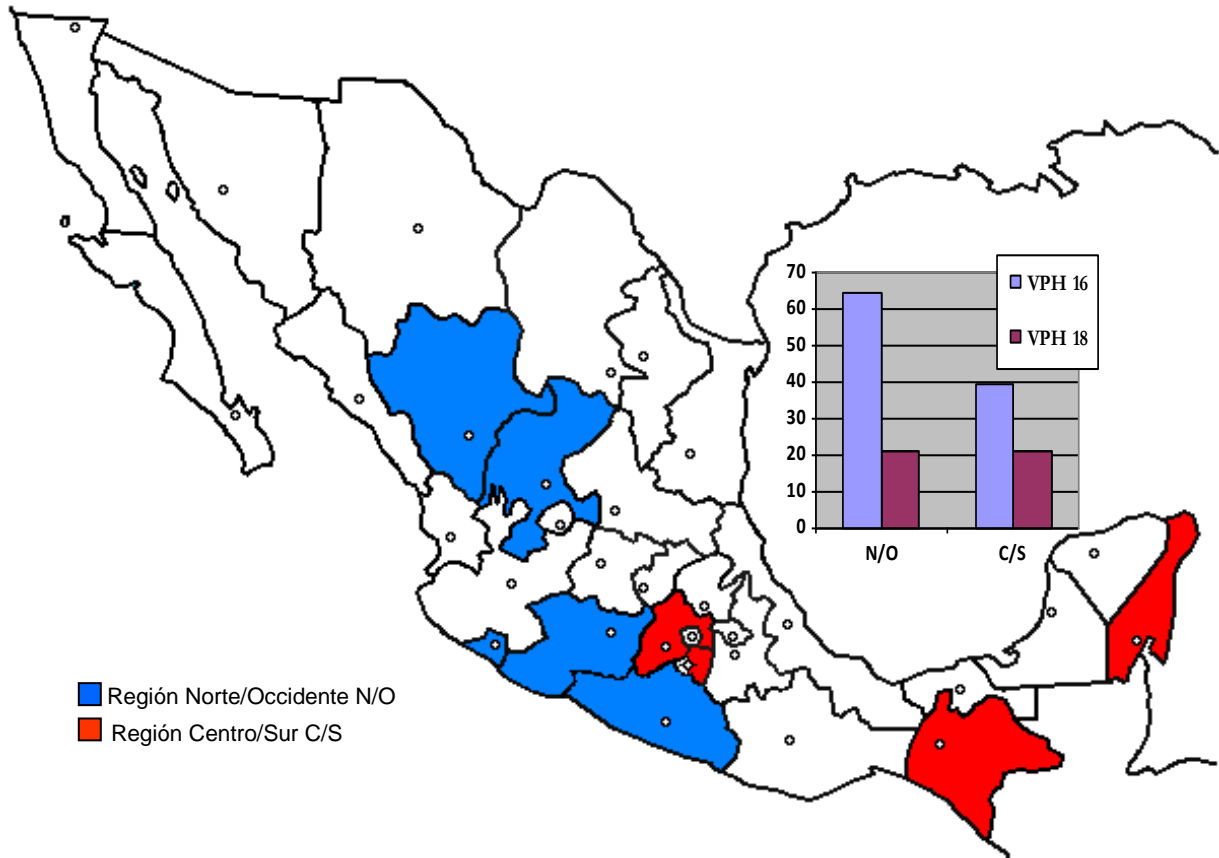 70
60
50
40
30
20
10
0
VPH 16
VPH 18
N/O
C/S
Región Norte/Occidente N/O
Región Centro/Sur C/S